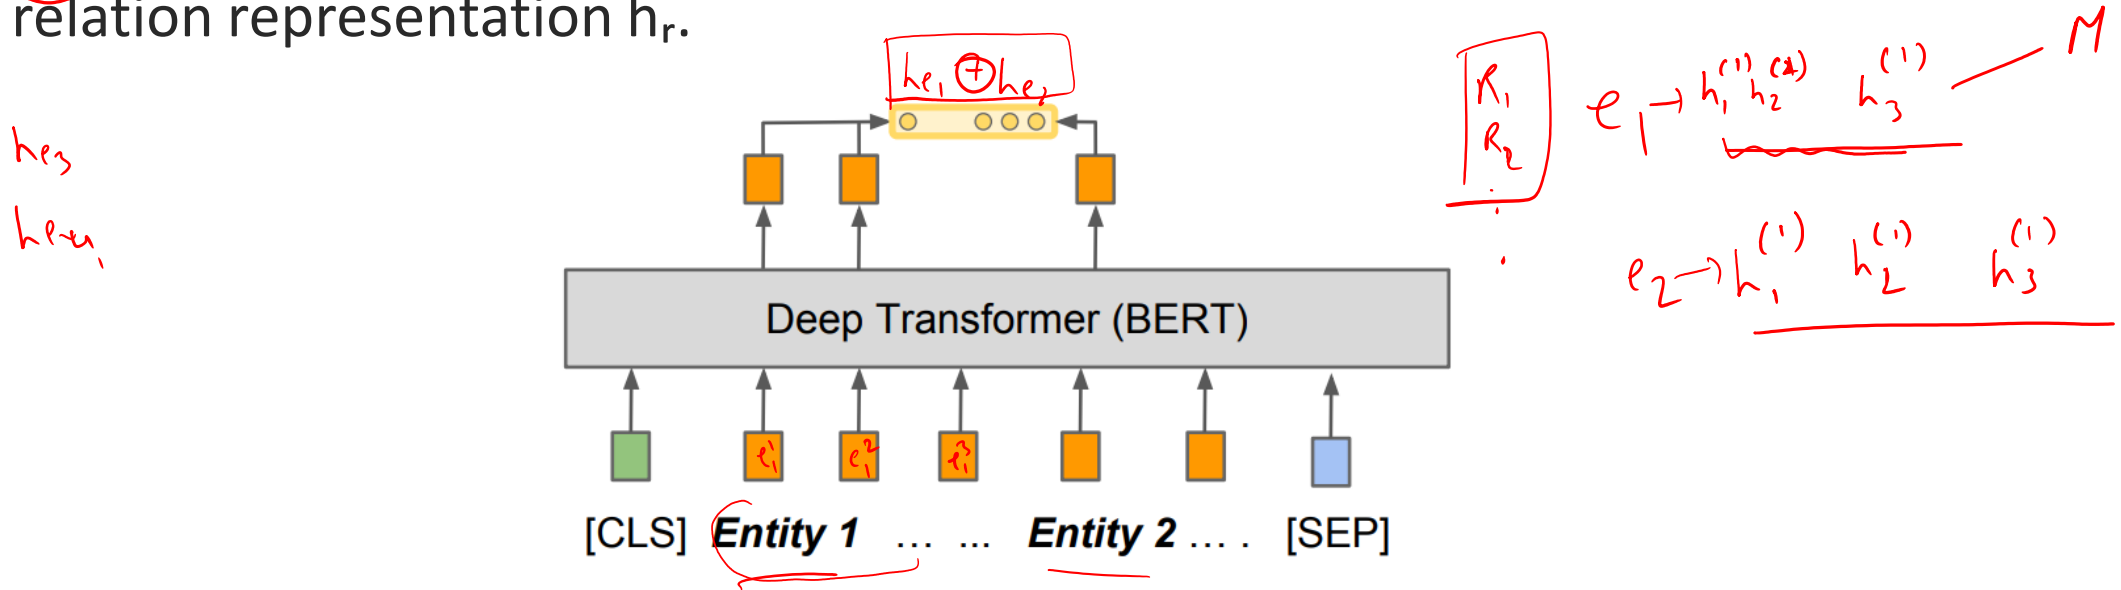 relation representation hᵣ.
he₁ ⊕ he₂
R₁
R₂
e₁ → h₁⁽¹⁾ h₂ h₃⁽¹⁾ M
he₃
e₂ → h₁⁽¹⁾ h₂⁽¹⁾ h₃⁽¹⁾
Deep Transformer (BERT)
e₁¹ e₁² e₁³
[CLS] Entity 1 ... ... Entity 2 ... . [SEP]